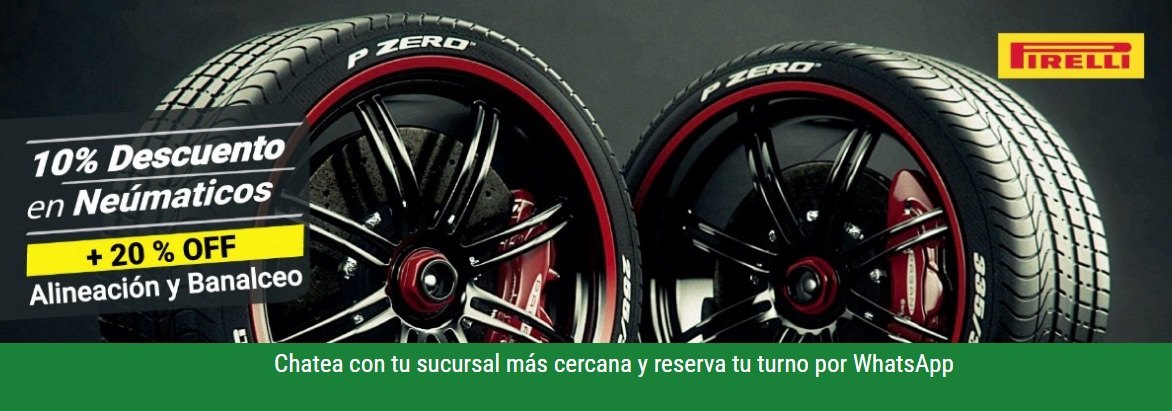 P ZERO
P ZERO
PIRELLI
10% Descuento
en Neúmaticos
+ 20 % OFF
Alineación y Banalceo
Chatea con tu sucursal más cercana y reserva tu turno por WhatsApp